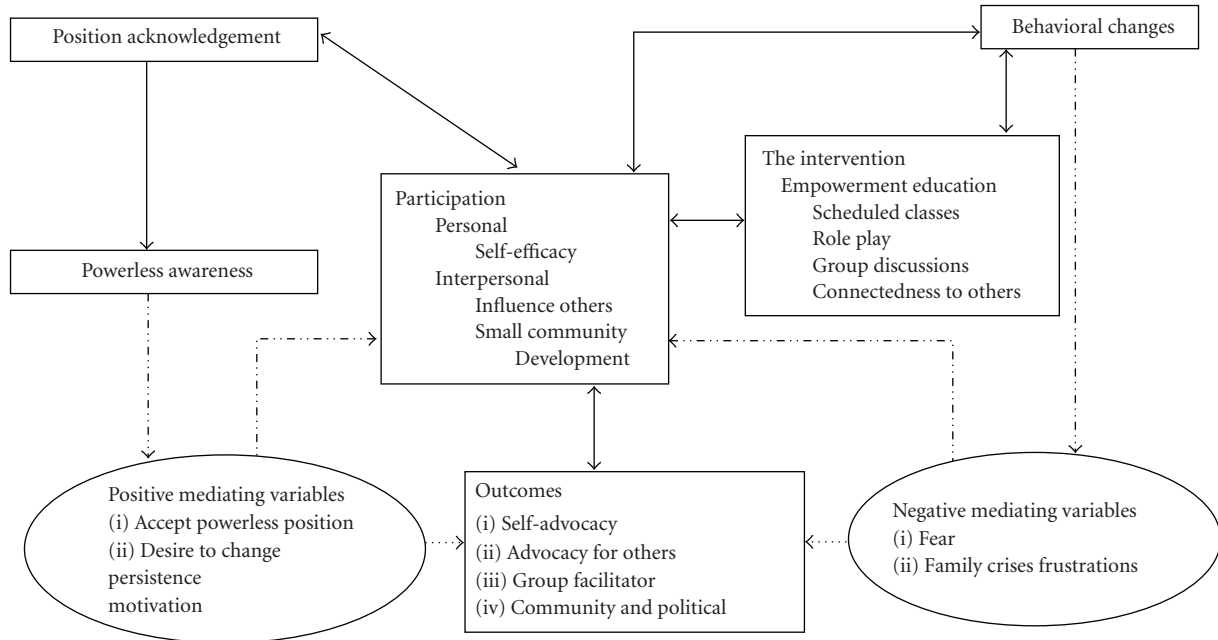 Position acknowledgement
Behavioral changes
The intervention
Empowerment education
Scheduled classes
Role play
Group discussions
Connectedness to others
Participation
Personal
Self-efficacy
Interpersonal
Influence others
Small community
Development
Powerless awareness
Positive mediating variables
(i) Accept powerless position
(ii) Desire to change
persistence
motivation
Outcomes
(i) Self-advocacy
(ii) Advocacy for others
(iii) Group facilitator
(iv) Community and political
Negative mediating variables
(i) Fear
(ii) Family crises frustrations